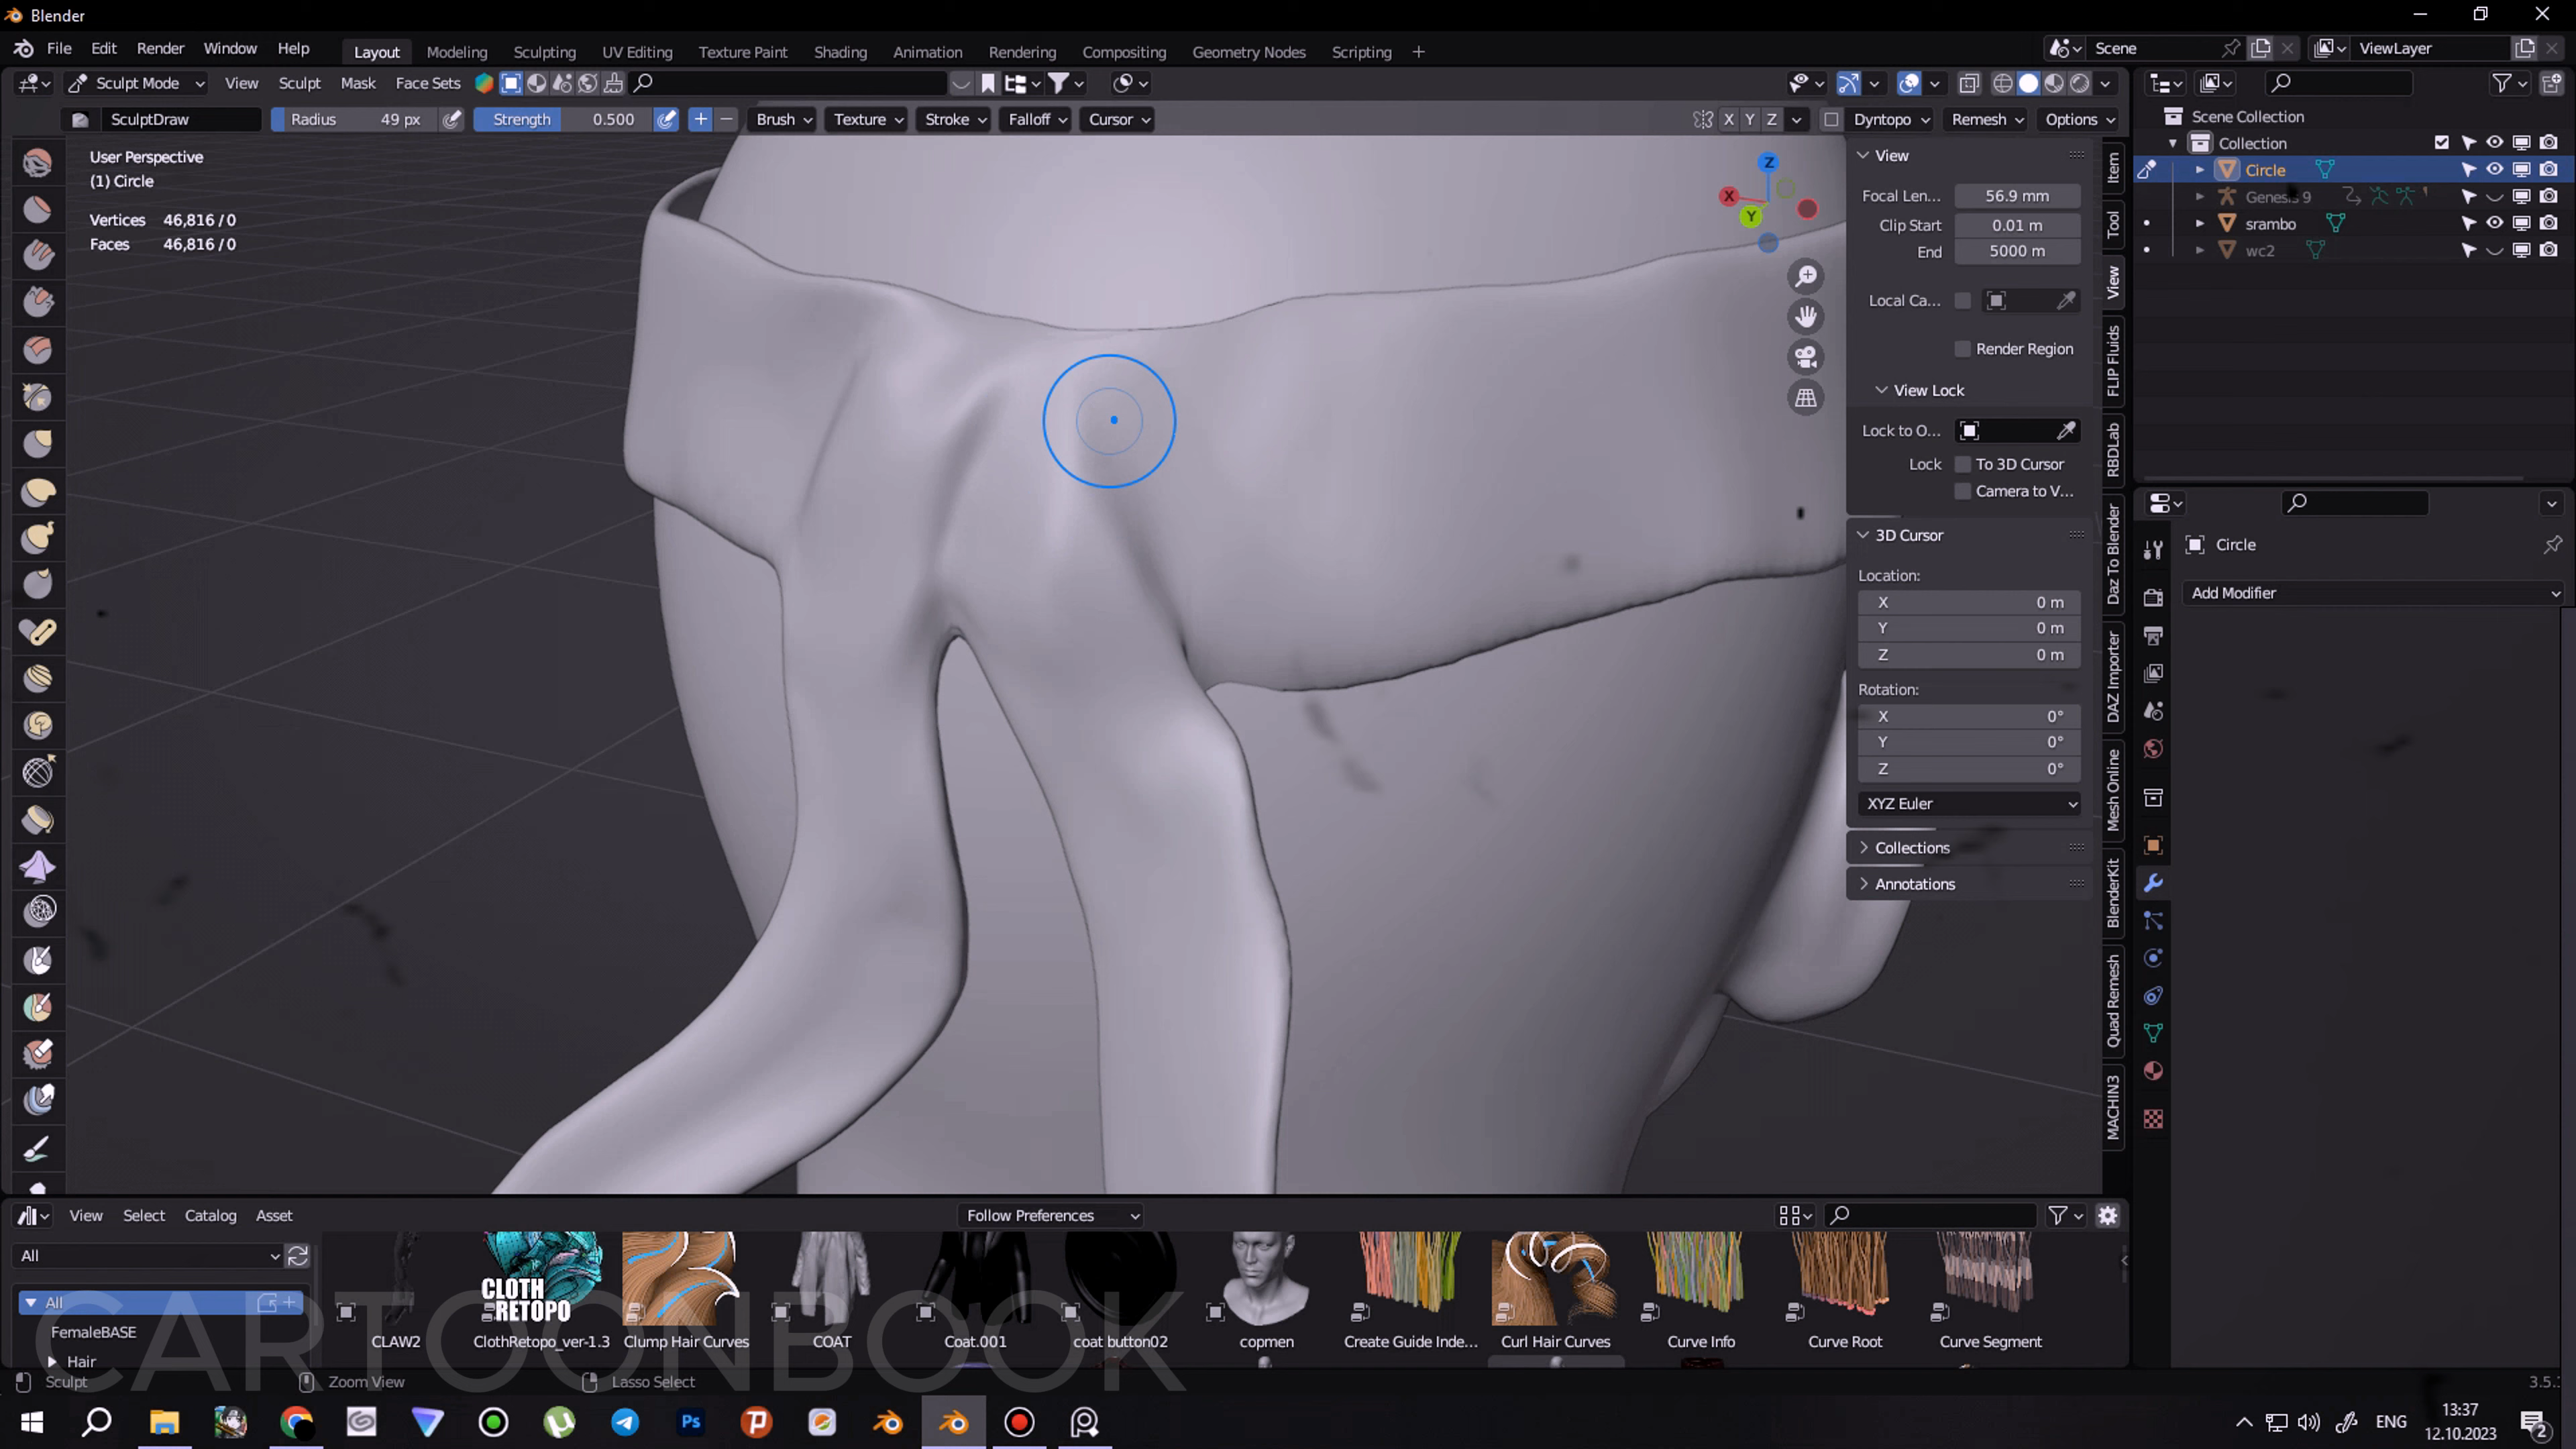 Blender
File Edit Render Window Help
Layout Modeling Sculpting UV Editing Texture Paint Shading Animation Rendering Compositing Geometry Nodes Scripting +
Scene
ViewLayer
Sculpt Mode View Sculpt Mask Face Sets
SculptDraw Radius 49 px Strength 0.500 + − Brush Texture Stroke Falloff Cursor
X Y Z Dyntopo Remesh Options
User Perspective
(1) Circle
Vertices 46,816 / 0
Faces 46,816 / 0
Z
X
Y
View
Focal Len... 56.9 mm
Clip Start 0.01 m
End 5000 m
Local Ca...
Render Region
View Lock
Lock to O...
Lock To 3D Cursor
Camera to V...
3D Cursor
Location:
X 0 m
Y 0 m
Z 0 m
Rotation:
X 0°
Y 0°
Z 0°
XYZ Euler
Collections
Annotations
Item
Tool
View
FLIP Fluids
RBDLab
Daz To Blender
DAZ Importer
Mesh Online
BlenderKit
Quad Remesh
MACHIN3
Scene Collection
Collection
Circle
Genesis 9
srambo
wc2
Circle
Add Modifier
View Select Catalog Asset
Follow Preferences
All
All
FemaleBASE
Hair
CLOTH
RETOPO
CLAW2
ClothRetopo_ver-1.3
Clump Hair Curves
COAT
Coat.001
coat button02
copmen
Create Guide Inde...
Curl Hair Curves
Curve Info
Curve Root
Curve Segment
CARTOONBOOK
Sculpt Zoom View Lasso Select
3.5.
Ps
ENG
13:37
12.10.2023
2